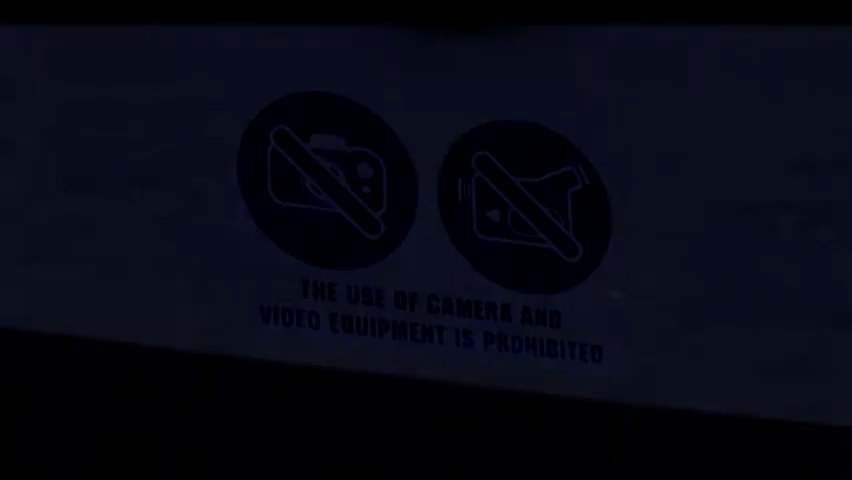 THE USE OF CAMERA AND
VIDEO EQUIPMENT IS PROHIBITED